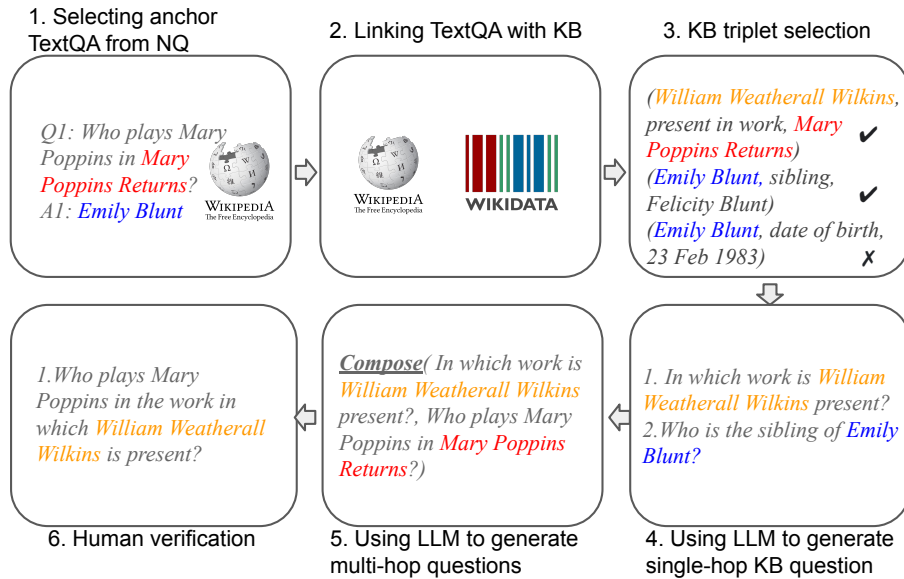 1. Selecting anchor
TextQA from NQ
Q1: Who plays Mary
Poppins in Mary
Poppins Returns?
A1: Emily Blunt
WIKIPEDIA
The Free Encyclopedia
2. Linking TextQA with KB
WIKIPEDIA
The Free Encyclopedia
WIKIDATA
3. KB triplet selection
(William Weatherall Wilkins,
present in work, Mary
Poppins Returns) ✔
(Emily Blunt, sibling,
Felicity Blunt) ✔
(Emily Blunt, date of birth,
23 Feb 1983) ✗
1. In which work is William
Weatherall Wilkins present?
2.Who is the sibling of Emily
Blunt?
4. Using LLM to generate
single-hop KB question
Compose( In which work is
William Weatherall Wilkins
present?, Who plays Mary
Poppins in Mary Poppins
Returns?)
5. Using LLM to generate
multi-hop questions
1.Who plays Mary
Poppins in the work in
which William Weatherall
Wilkins is present?
6. Human verification